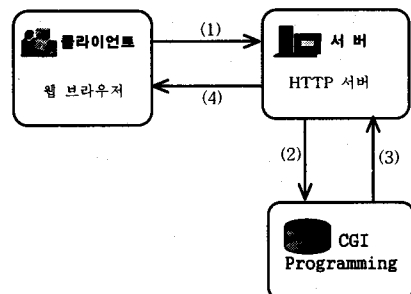 클라이언트
웹 브라우저
(1)
(4)
서 버
HTTP 서버
(2)
(3)
CGI
Programming